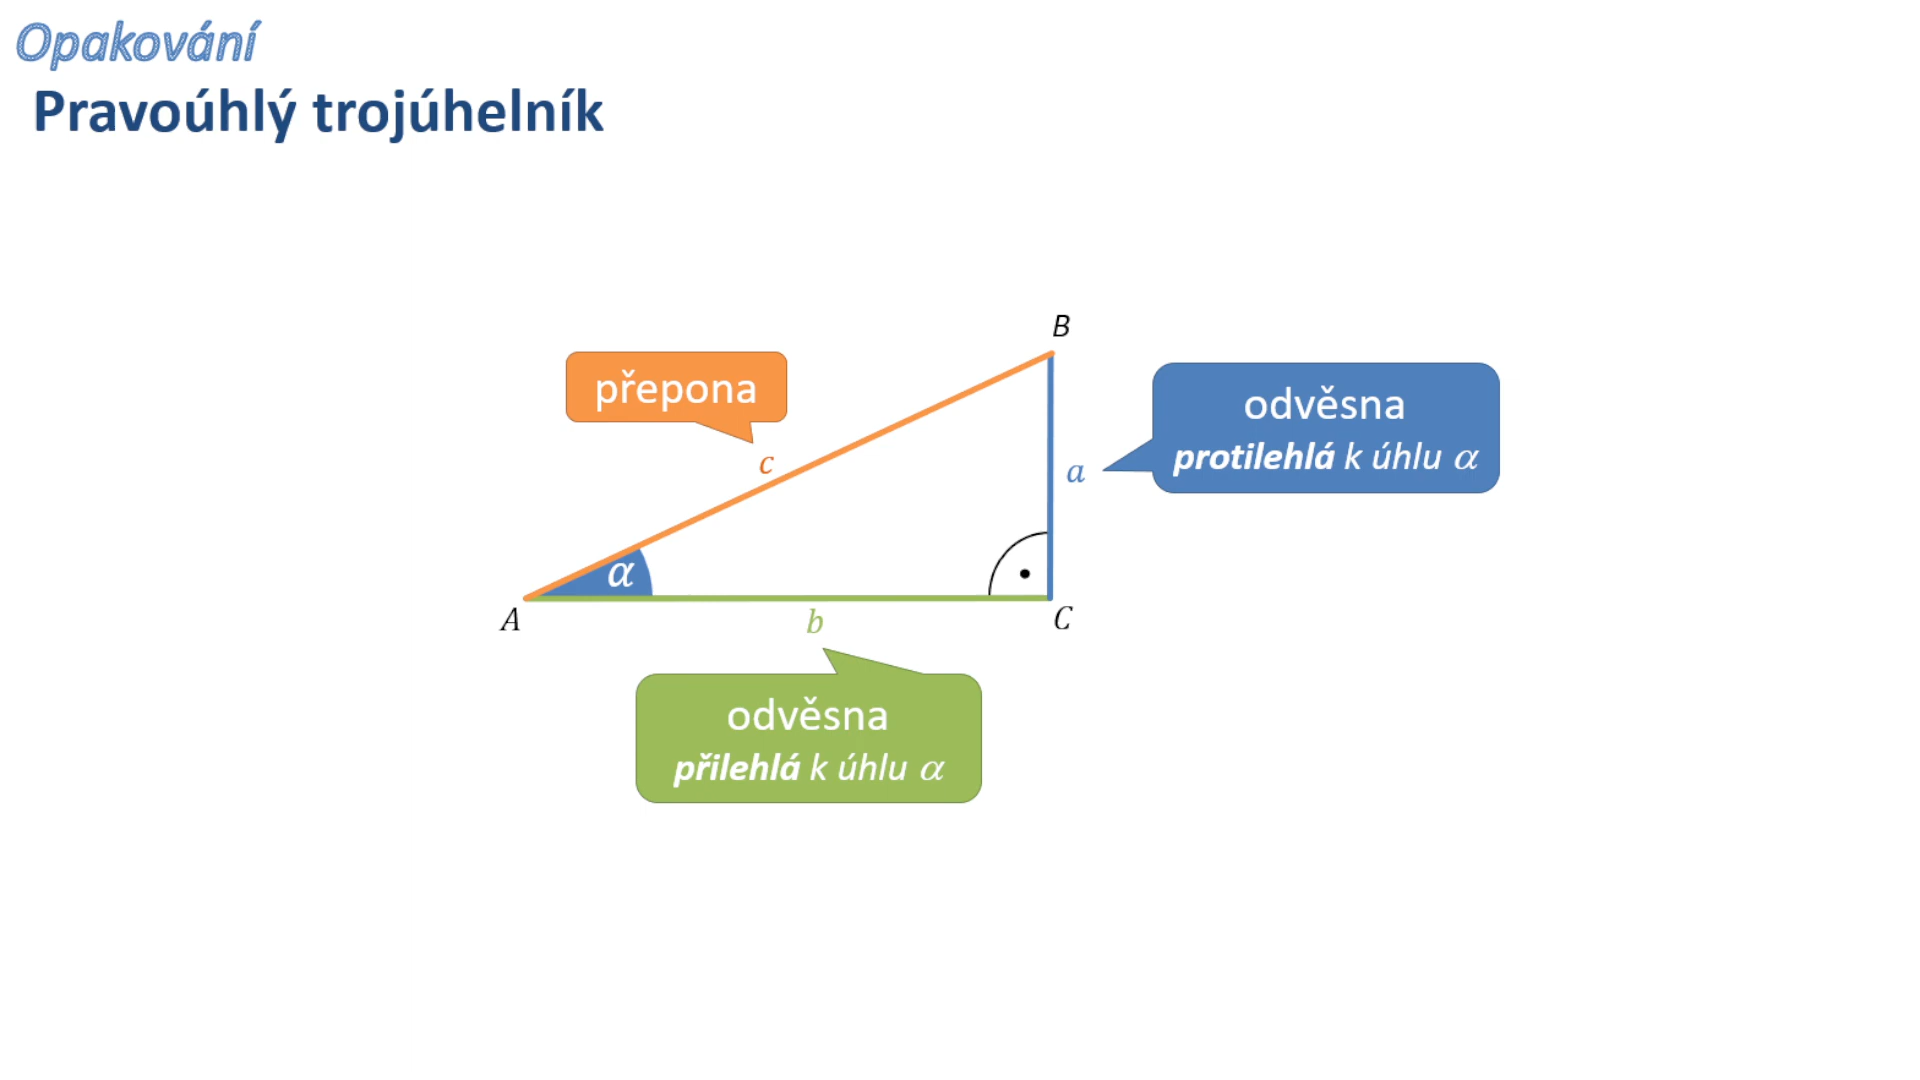 Opakování
Pravoúhlý trojúhelník
B
přepona
odvěsna
protilehlá k úhlu α
c
a
α
A
b
C
odvěsna
přilehlá k úhlu α